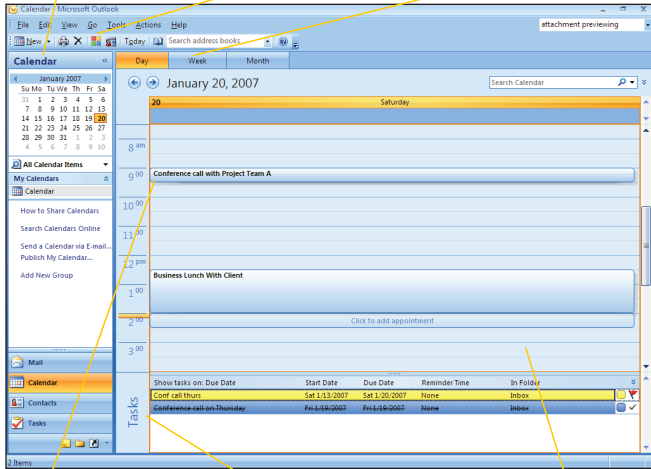 Calendar - Microsoft Outlook
File Edit View Go Tools Actions Help
attachment previewing
New Today Search address books
Calendar «
Day Week Month
January 2007
Su Mo Tu We Th Fr Sa
31 1 2 3 4 5 6
7 8 9 10 11 12 13
14 15 16 17 18 19 20
21 22 23 24 25 26 27
28 29 30 31 1 2 3
4 5 6 7 8 9 10
All Calendar Items
My Calendars
Calendar
How to Share Calendars
Search Calendars Online
Send a Calendar via E-mail...
Publish My Calendar...
Add New Group
Mail
Calendar
Contacts
Tasks
January 20, 2007
Search Calendar
20 Saturday
8 am
9 00 Conference call with Project Team A
10 00
11 00
12 pm
Business Lunch With Client
1 00
2 00 Click to add appointment
3 00
Tasks
Show tasks on: Due Date Start Date Due Date Reminder Time In Folder
Conf call thurs Sat 1/13/2007 Sat 1/20/2007 None Inbox
Conference call on Thursday Fri 1/19/2007 Fri 1/19/2007 None Inbox
2 Items